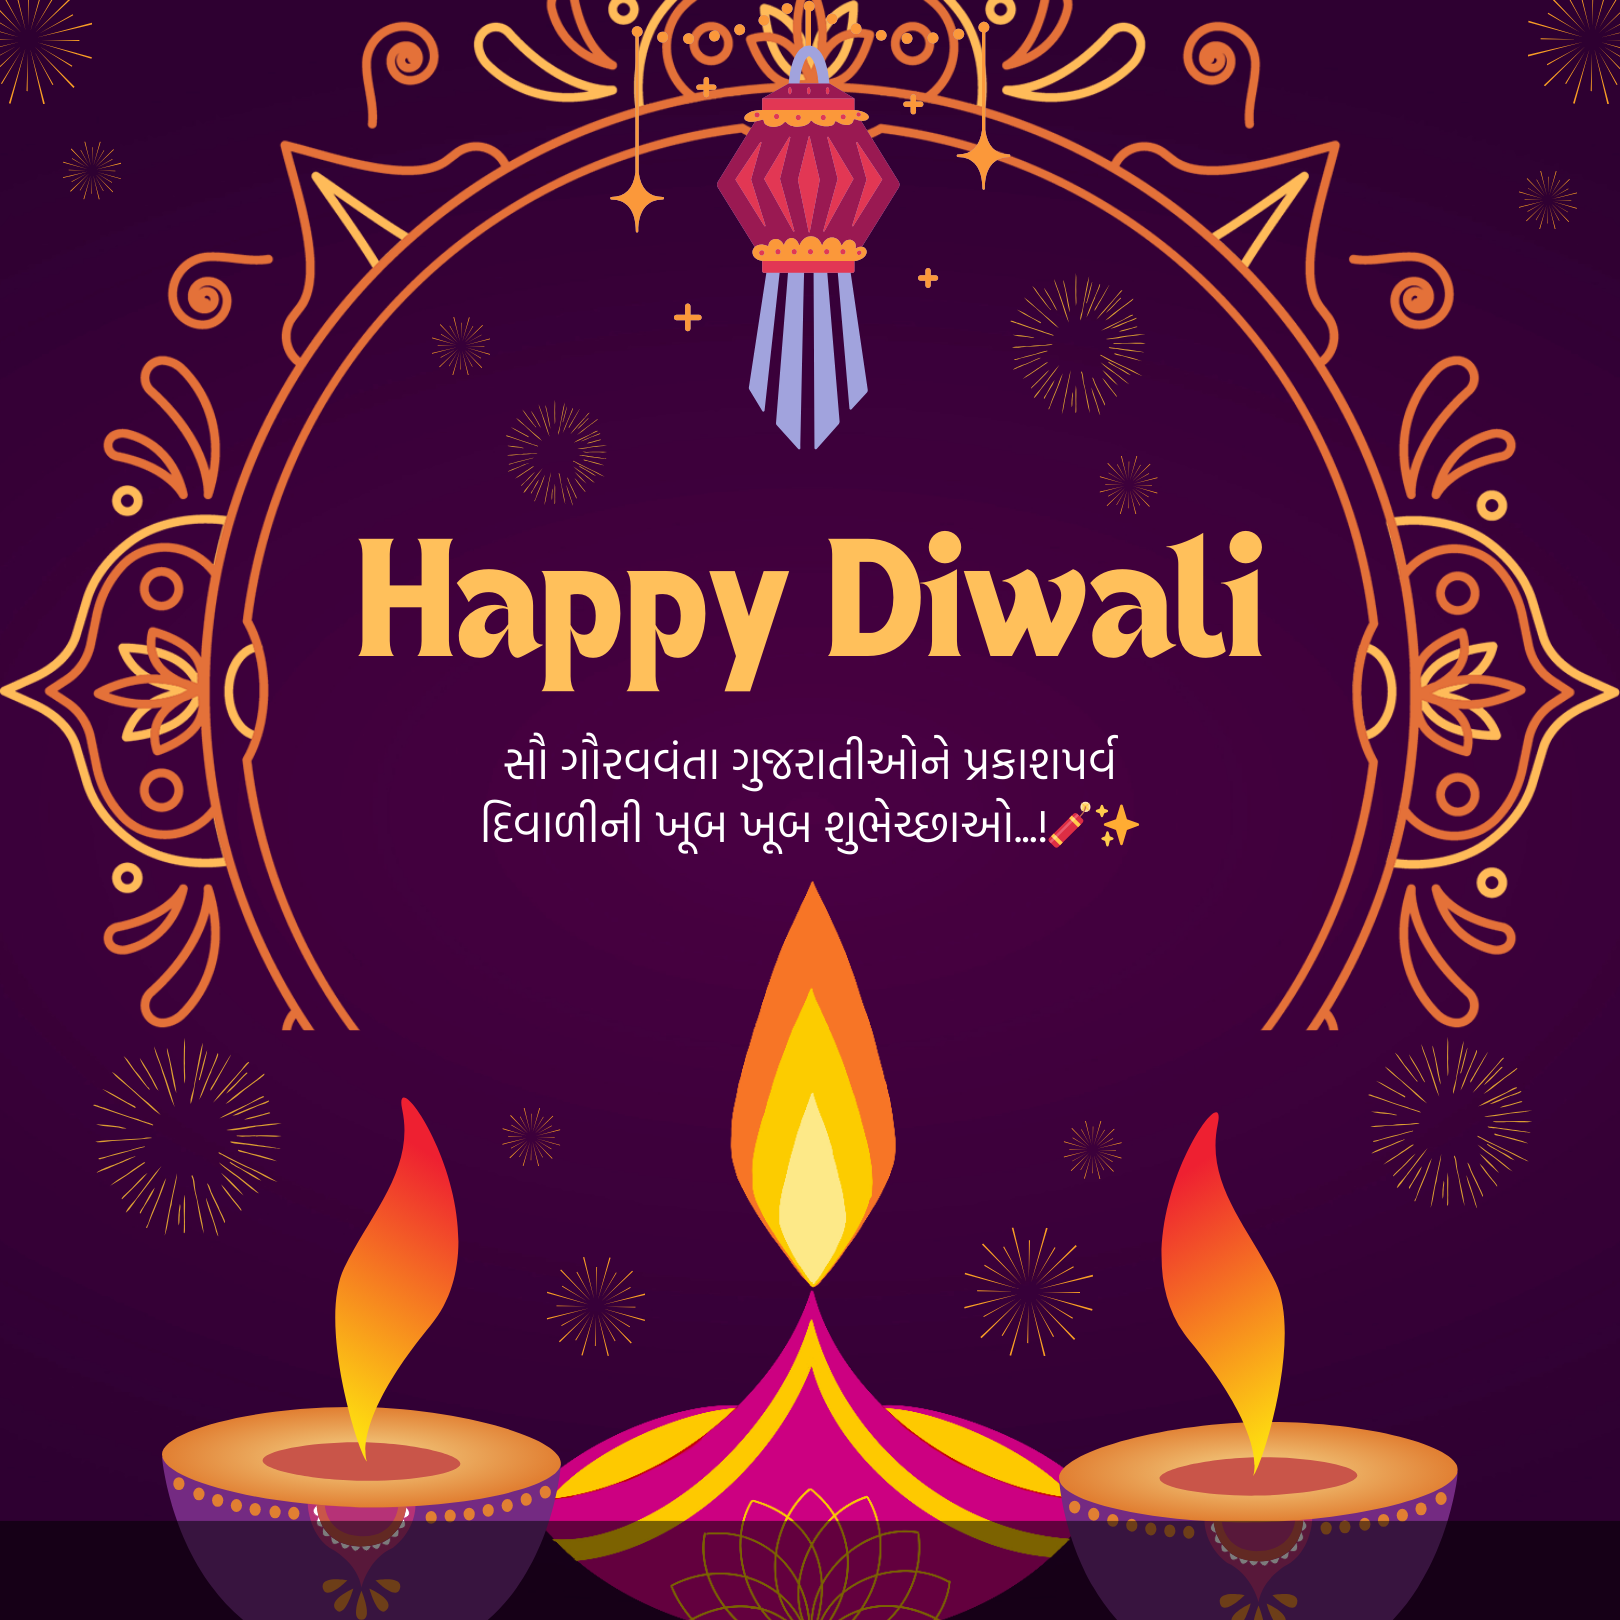 Happy Diwali
સૌ ગૌરવવંતા ગુજરાતીઓને પ્રકાશપર્વ
દિવાળીની ખૂબ ખૂબ શુભેચ્છાઓ...!🧨✨